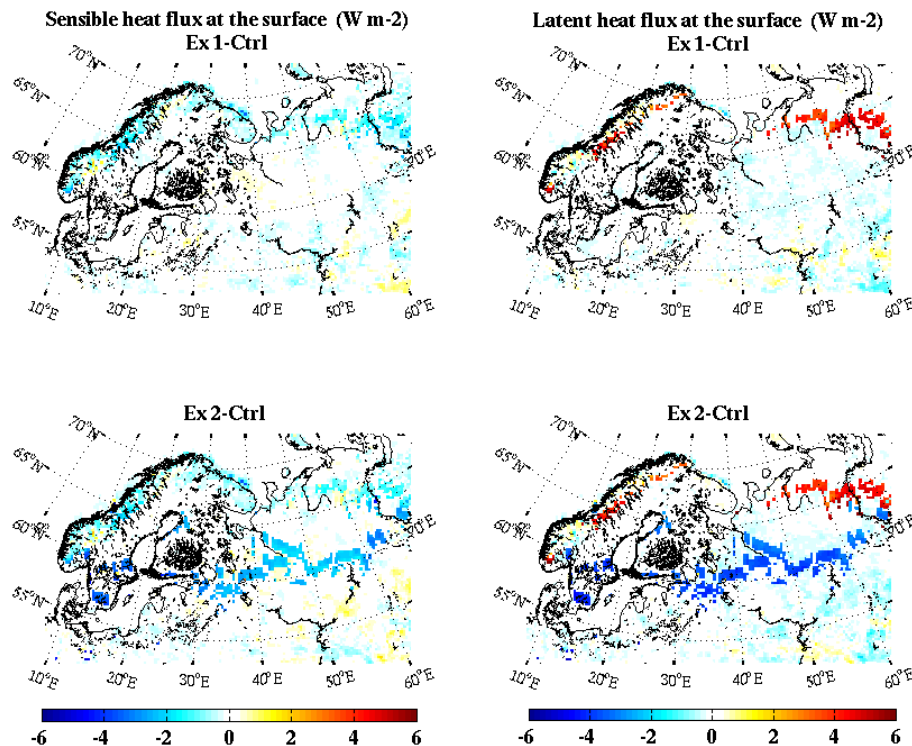 Sensible heat flux at the surface (W m-2)
Ex 1-Ctrl
70°N
65°N
60°N
55°N
10°E
20°E
30°E
40°E
50°E
60°E
70°E
Latent heat flux at the surface (W m-2)
Ex 1-Ctrl
70°N
65°N
60°N
55°N
10°E
20°E
30°E
40°E
50°E
60°E
70°E
Ex 2-Ctrl
70°N
65°N
60°N
55°N
10°E
20°E
30°E
40°E
50°E
60°E
70°E
Ex 2-Ctrl
70°N
65°N
60°N
55°N
10°E
20°E
30°E
40°E
50°E
60°E
70°E
-6 -4 -2 0 2 4 6
-6 -4 -2 0 2 4 6